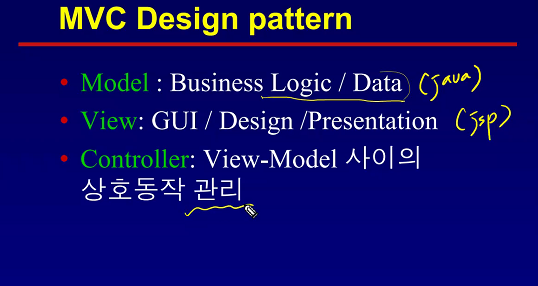 MVC Design pattern
• Model : Business Logic / Data (java)
• View: GUI / Design /Presentation (jsp)
• Controller: View-Model 사이의
상호동작 관리